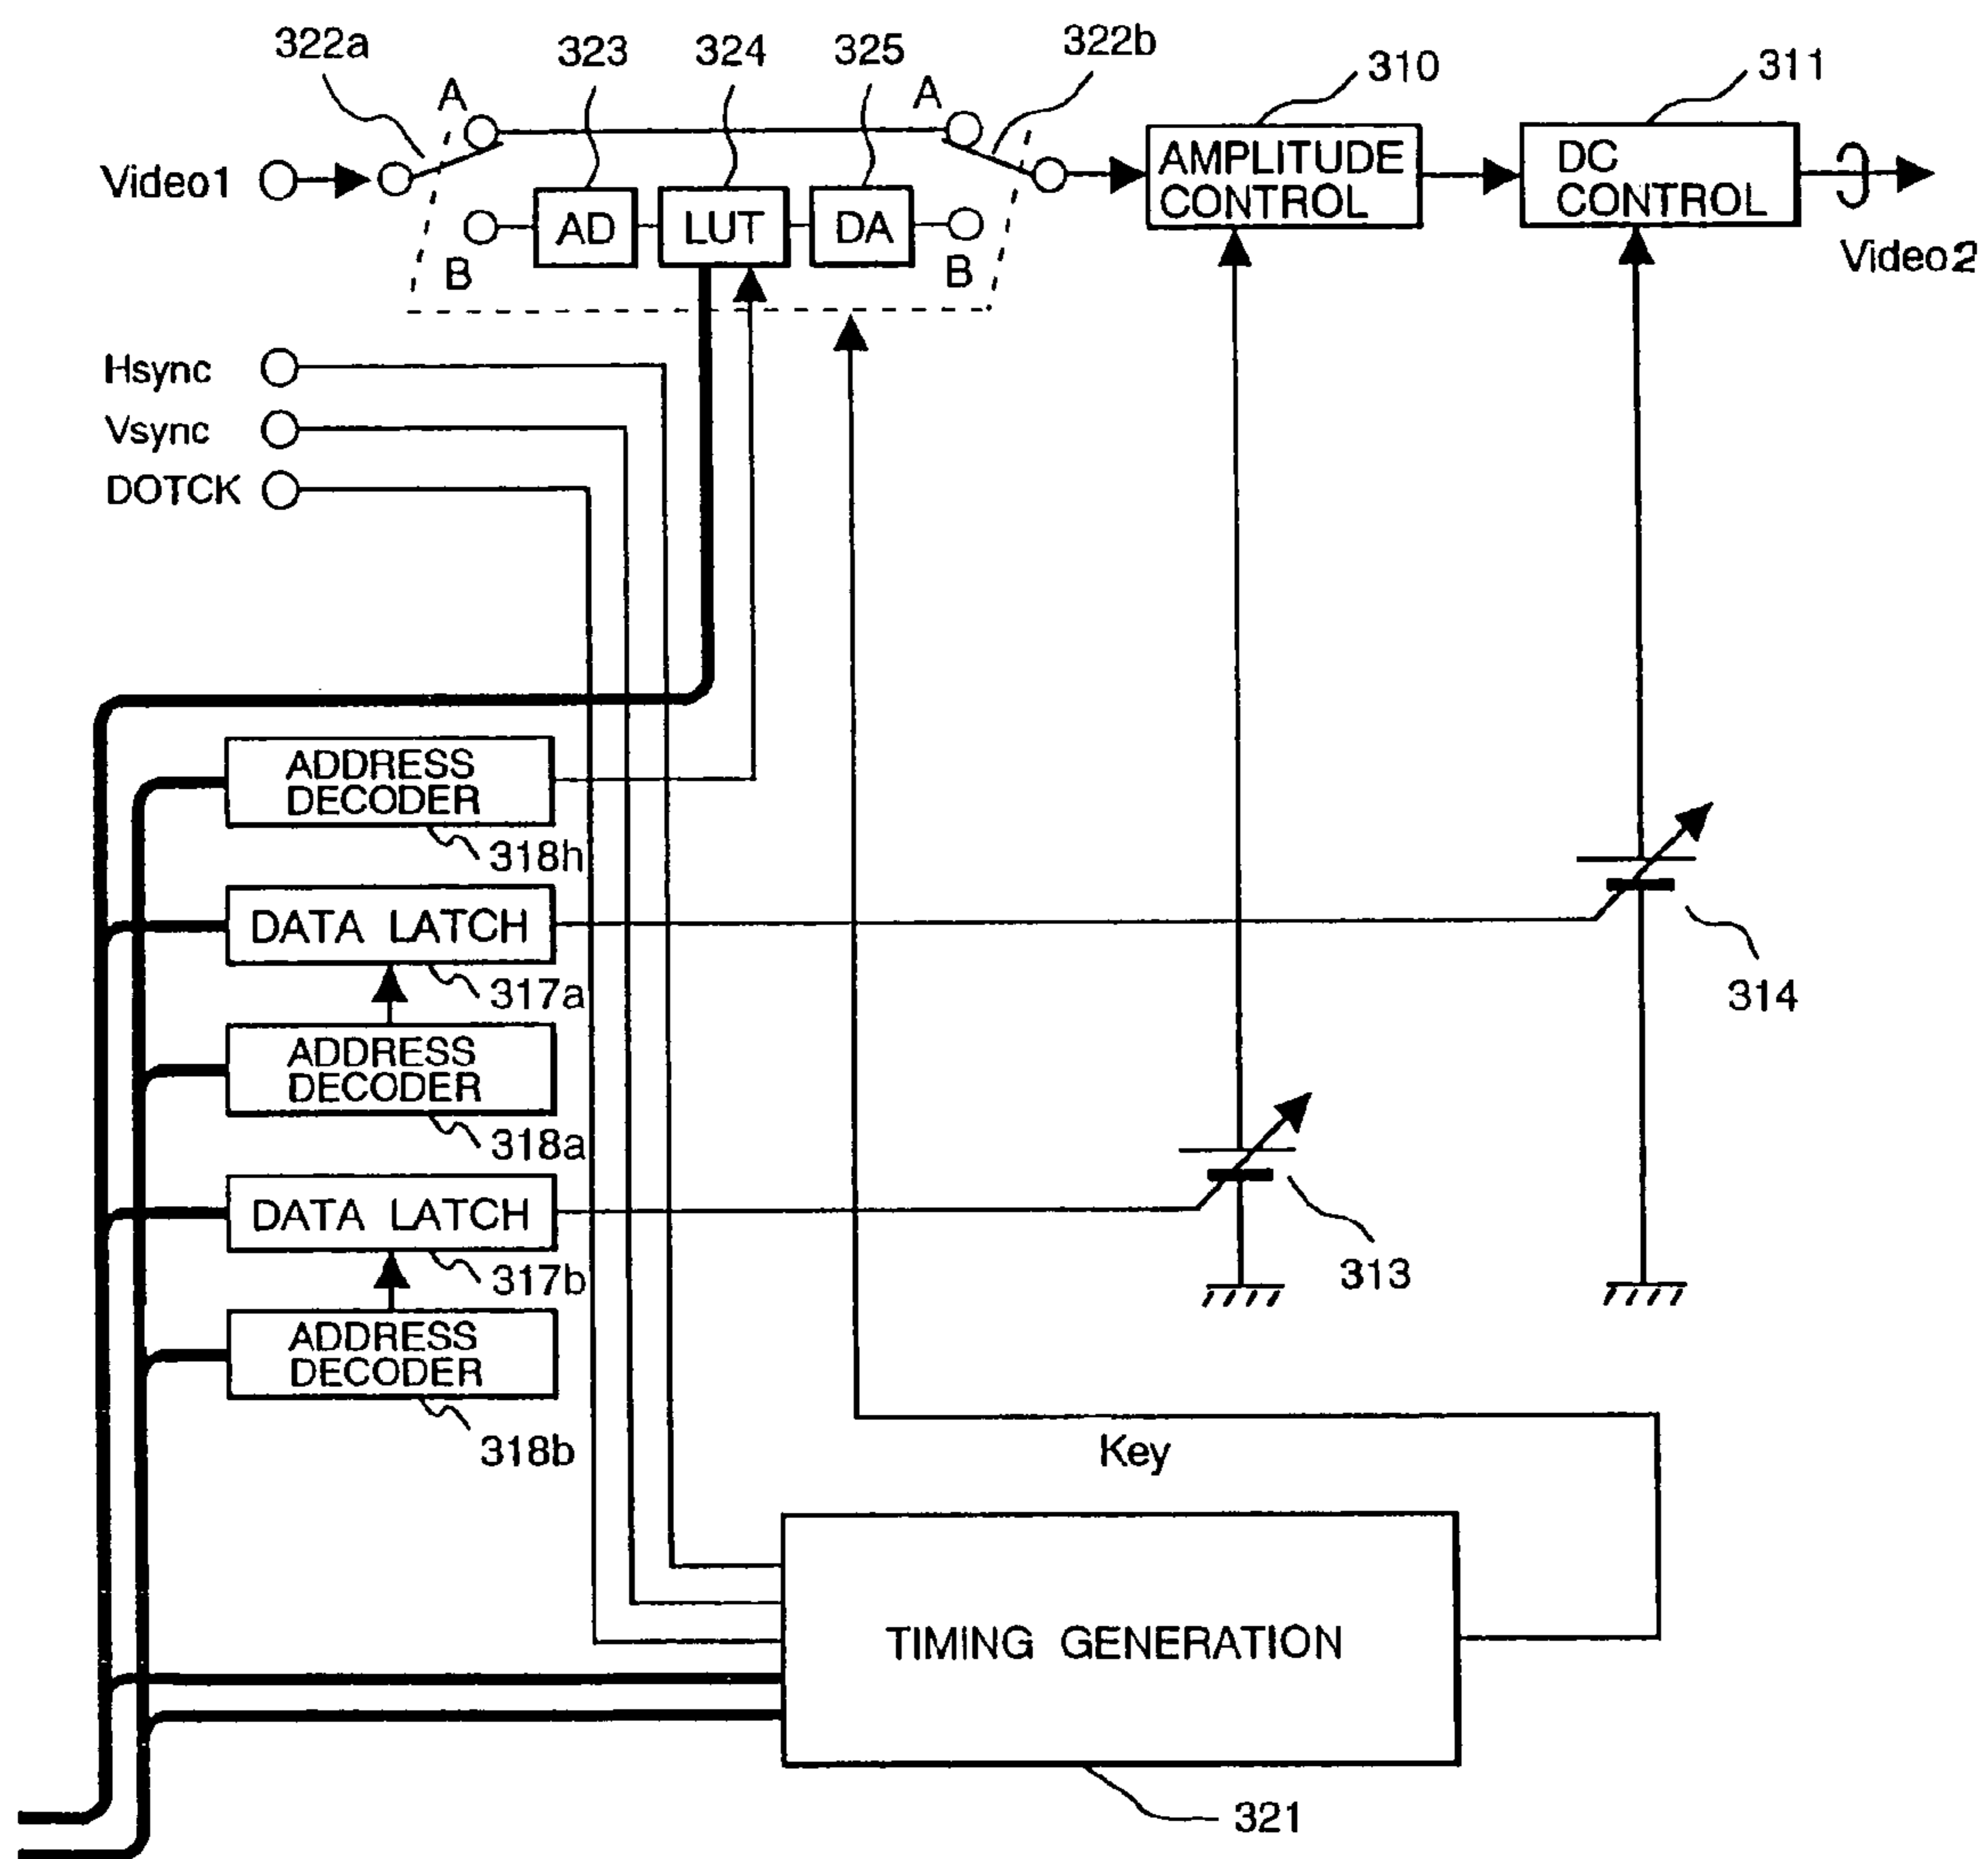 322a
323
324
325
322b
310
311
A
A
Video1
AMPLITUDE
CONTROL
DC
CONTROL
AD
LUT
DA
B
B
Video2
Hsync
Vsync
DOTCK
ADDRESS
DECODER
318h
DATA LATCH
317a
314
ADDRESS
DECODER
318a
DATA LATCH
317b
313
ADDRESS
DECODER
318b
Key
TIMING GENERATION
321